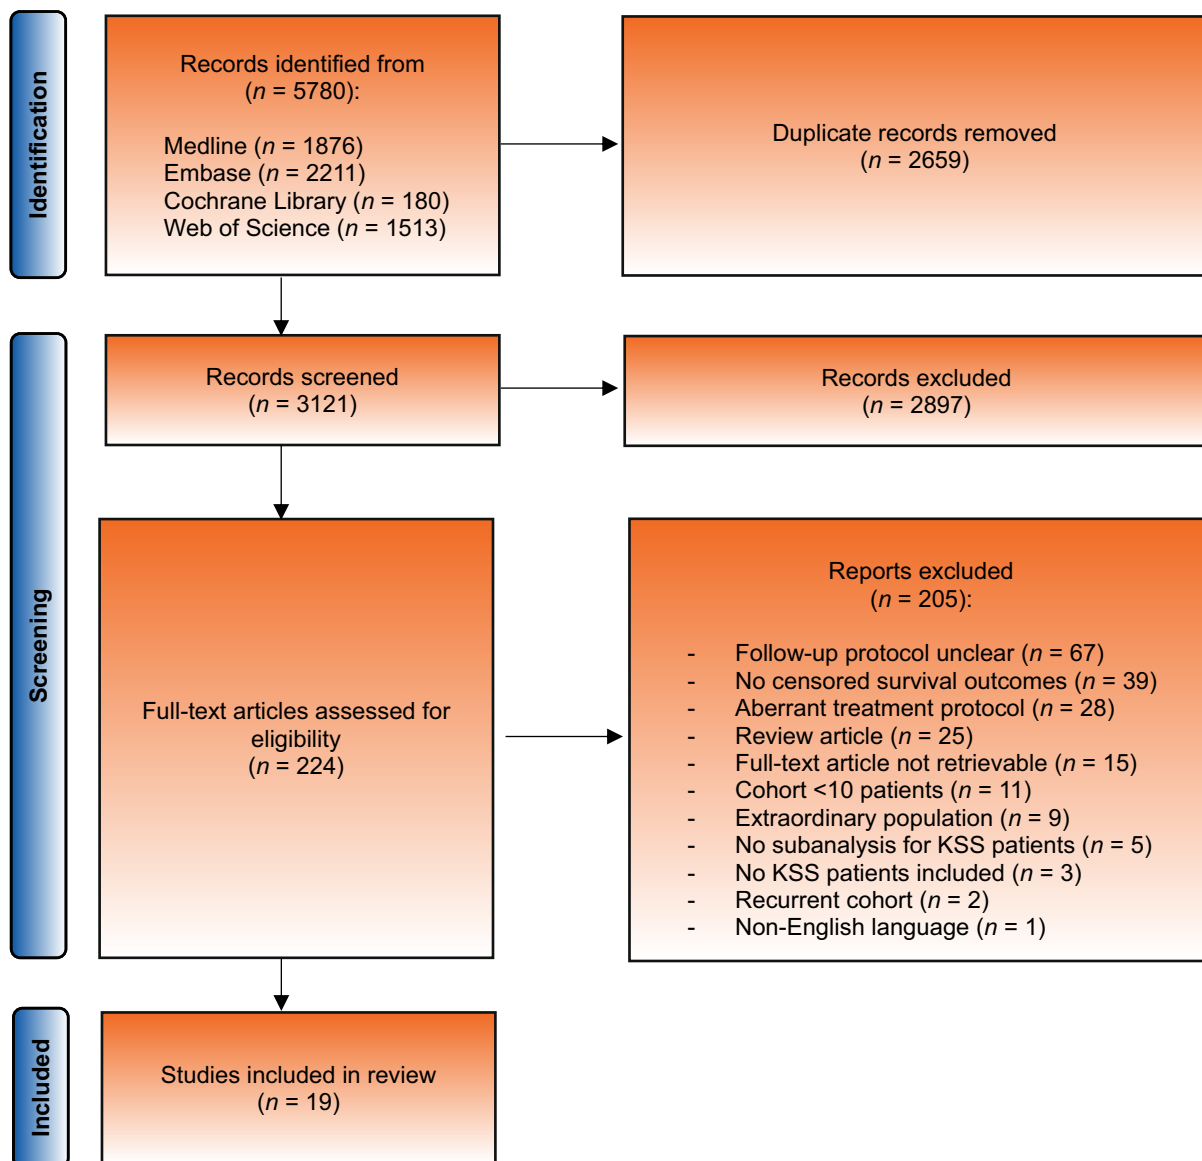 Identification
Records identified from
(n = 5780):
Medline (n = 1876)
Embase (n = 2211)
Cochrane Library (n = 180)
Web of Science (n = 1513)
Duplicate records removed
(n = 2659)
Screening
Records screened
(n = 3121)
Records excluded
(n = 2897)
Full-text articles assessed for
eligibility
(n = 224)
Reports excluded
(n = 205):
- Follow-up protocol unclear (n = 67)
- No censored survival outcomes (n = 39)
- Aberrant treatment protocol (n = 28)
- Review article (n = 25)
- Full-text article not retrievable (n = 15)
- Cohort <10 patients (n = 11)
- Extraordinary population (n = 9)
- No subanalysis for KSS patients (n = 5)
- No KSS patients included (n = 3)
- Recurrent cohort (n = 2)
- Non-English language (n = 1)
Included
Studies included in review
(n = 19)